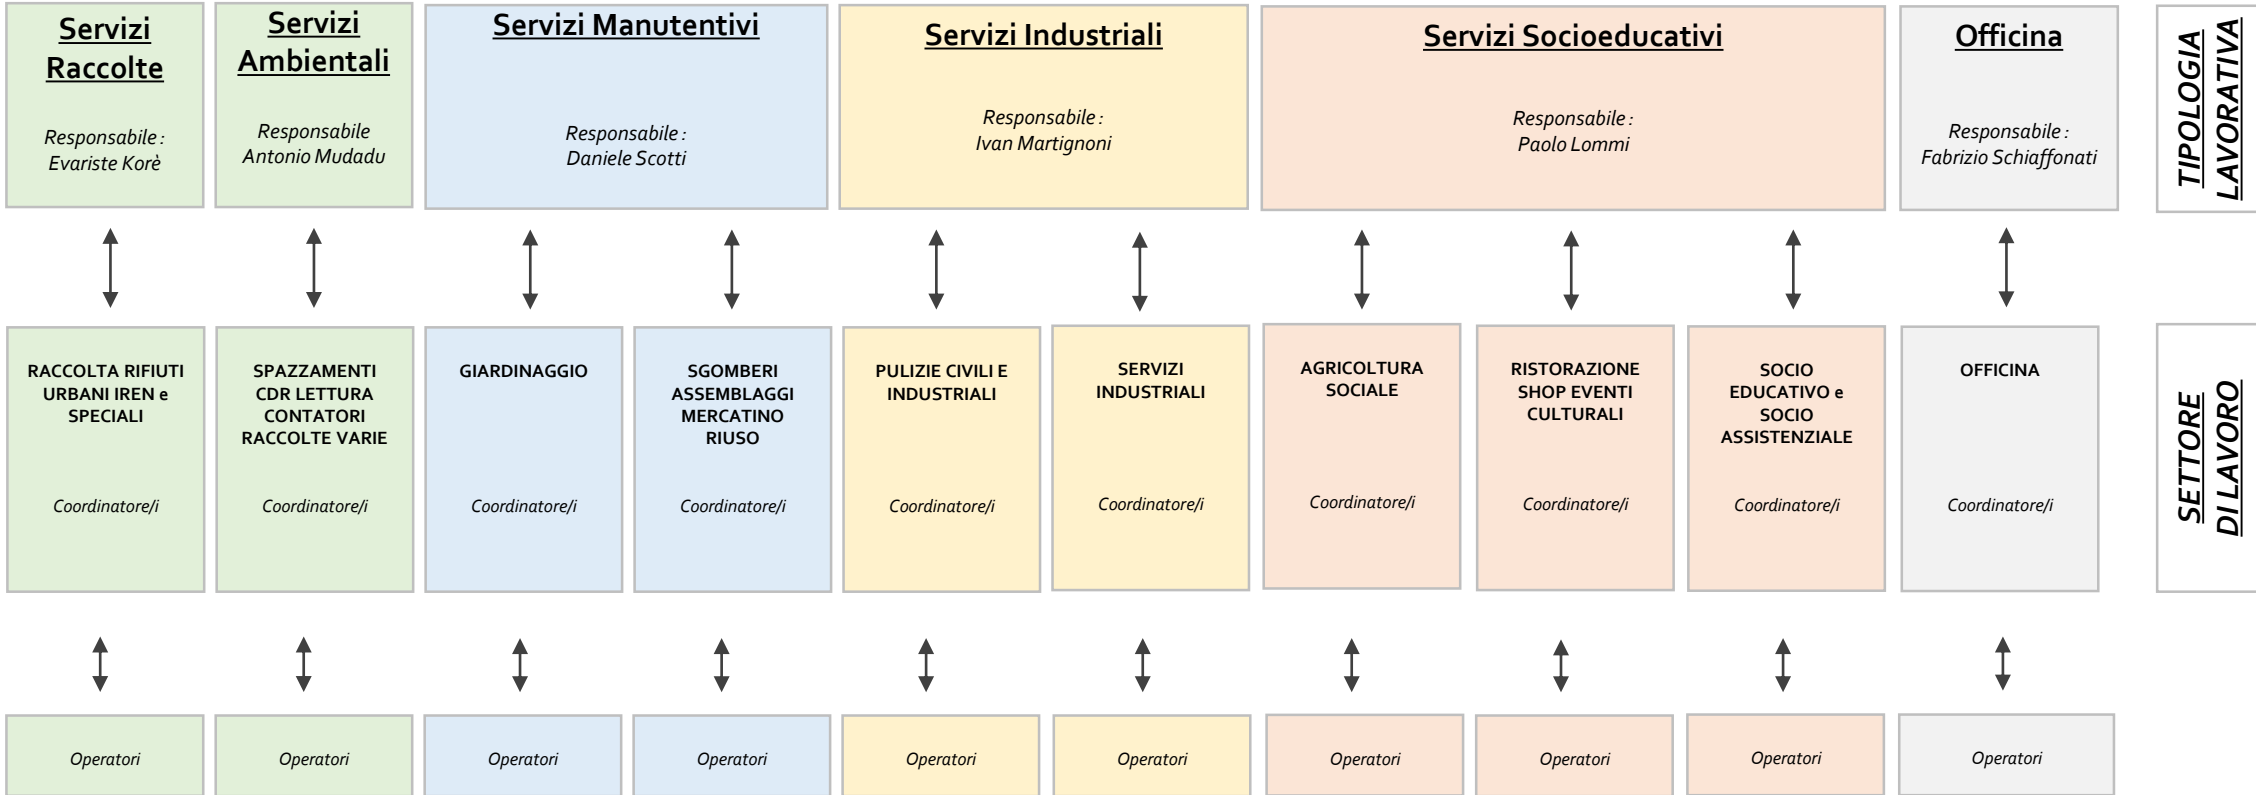 Servizi
Raccolte
Responsabile :
Evariste Korè
Servizi
Ambientali
Responsabile
Antonio Mudadu
Servizi Manutentivi
Responsabile :
Daniele Scotti
Servizi Industriali
Responsabile :
Ivan Martignoni
Servizi Socioeducativi
Responsabile :
Paolo Lommi
Officina
Responsabile :
Fabrizio Schiaffonati
TIPOLOGIA
LAVORATIVA
RACCOLTA RIFIUTI
URBANI IREN e
SPECIALI
Coordinatore/i
SPAZZAMENTI
CDR LETTURA
CONTATORI
RACCOLTE VARIE
Coordinatore/i
GIARDINAGGIO
Coordinatore/i
SGOMBERI
ASSEMBLAGGI
MERCATINO
RIUSO
Coordinatore/i
PULIZIE CIVILI E
INDUSTRIALI
Coordinatore/i
SERVIZI
INDUSTRIALI
Coordinatore/i
AGRICOLTURA
SOCIALE
Coordinatore/i
RISTORAZIONE
SHOP EVENTI
CULTURALI
Coordinatore/i
SOCIO
EDUCATIVO e
SOCIO
ASSISTENZIALE
Coordinatore/i
OFFICINA
Coordinatore/i
SETTORE
DI LAVORO
Operatori
Operatori
Operatori
Operatori
Operatori
Operatori
Operatori
Operatori
Operatori
Operatori